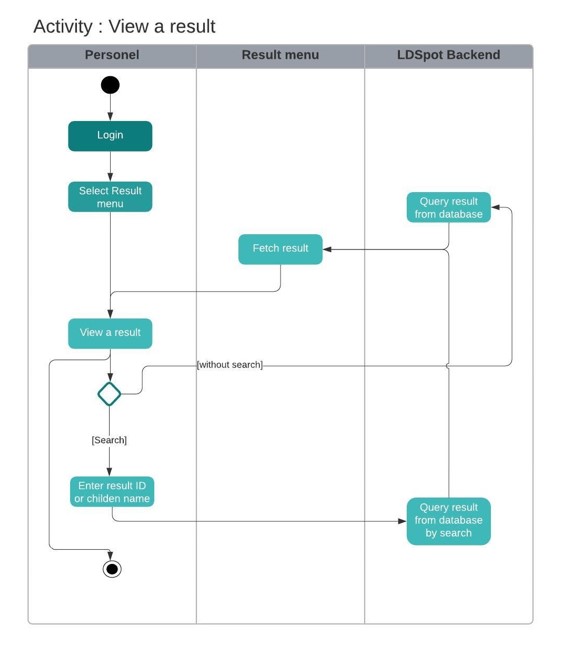 Activity : View a result
Personel
Result menu
LDSpot Backend
Login
Select Result
menu
Query result
from database
Fetch result
View a result
[without search]
[Search]
Enter result ID
or childen name
Query result
from database
by search